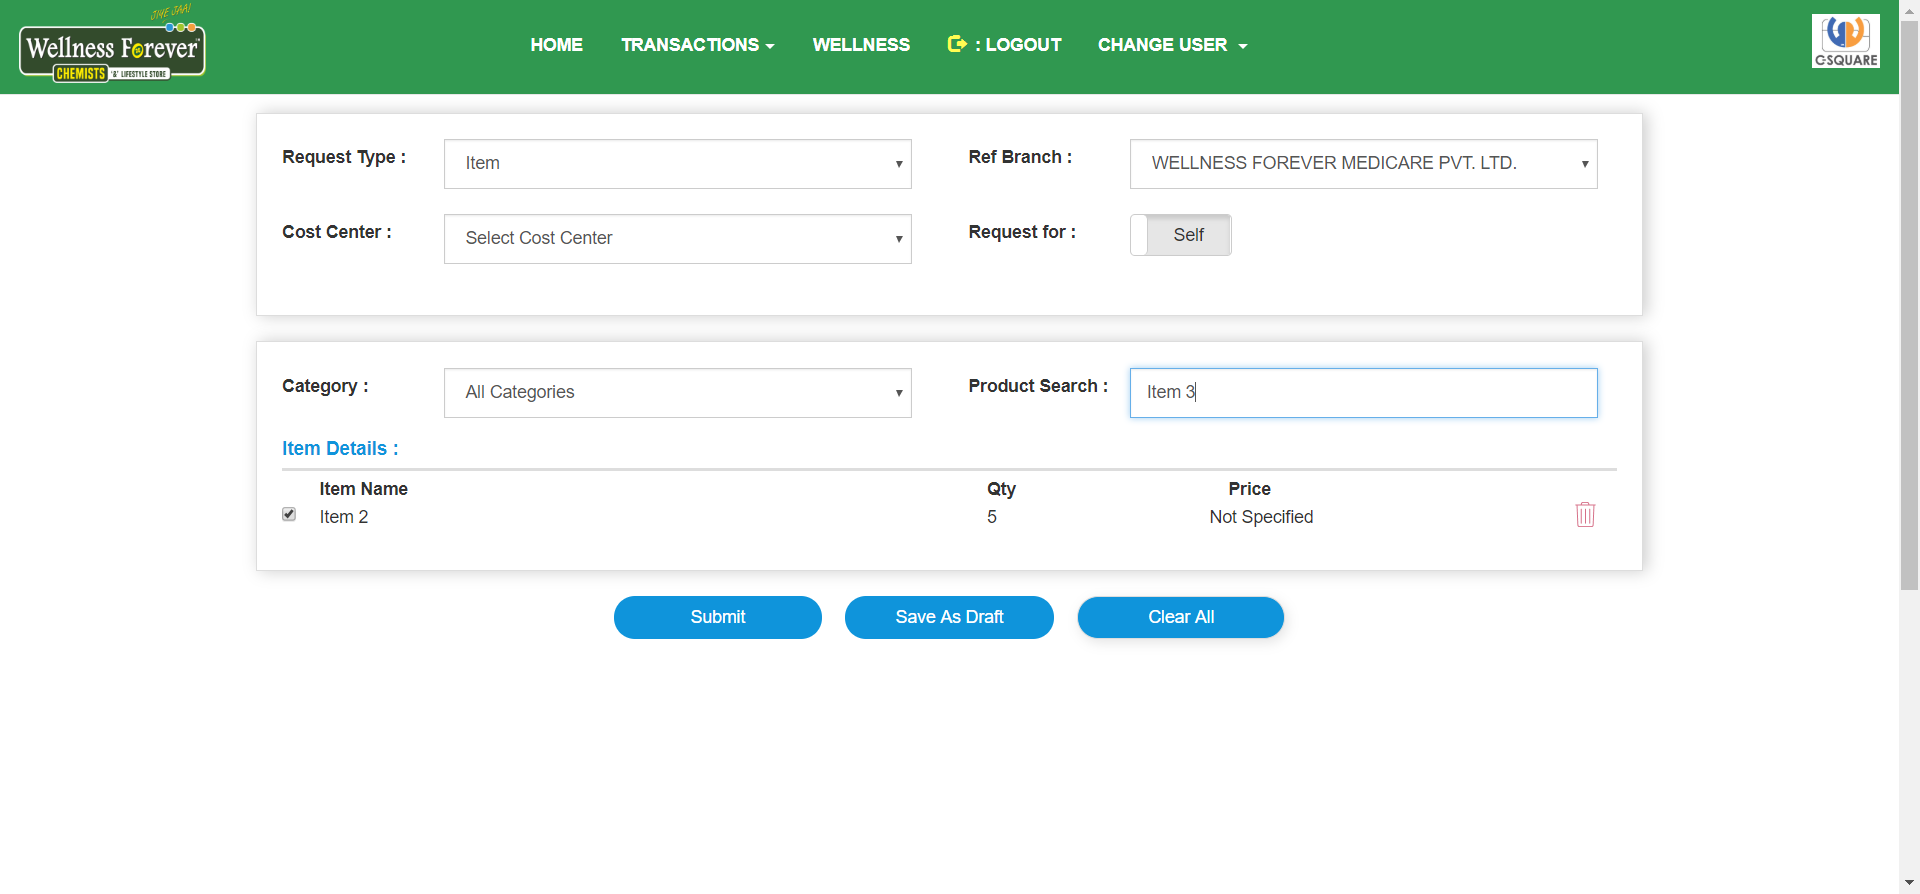 JIYE JAAI
Wellness Forever
CHEMISTS '&' LIFESTYLE STORE
HOME TRANSACTIONS WELLNESS : LOGOUT CHANGE USER
C-SQUARE
Request Type : Item Ref Branch : WELLNESS FOREVER MEDICARE PVT. LTD.
Cost Center : Select Cost Center Request for : Self
Category : All Categories Product Search : Item 3
Item Details :
Item Name Qty Price
Item 2 5 Not Specified
Submit Save As Draft Clear All